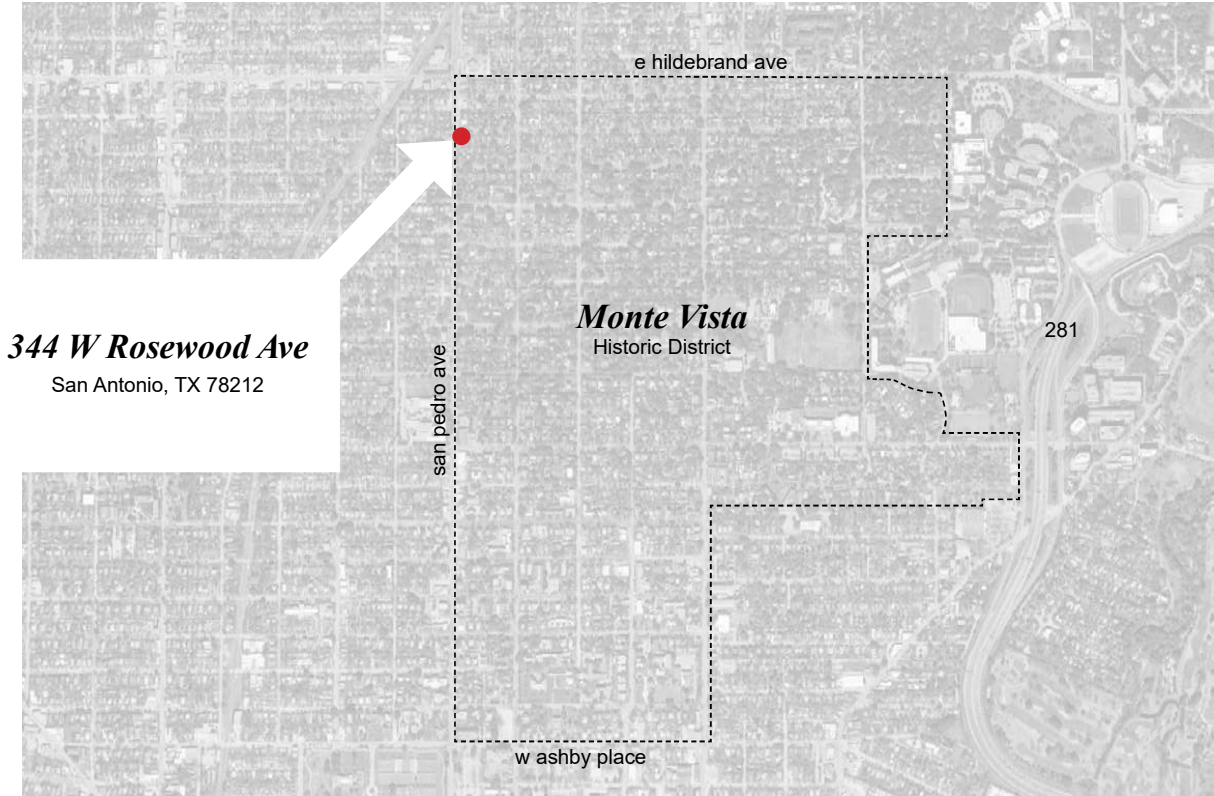 e hildebrand ave
344 W Rosewood Ave
San Antonio, TX 78212
Monte Vista
Historic District
281
san pedro ave
w ashby place